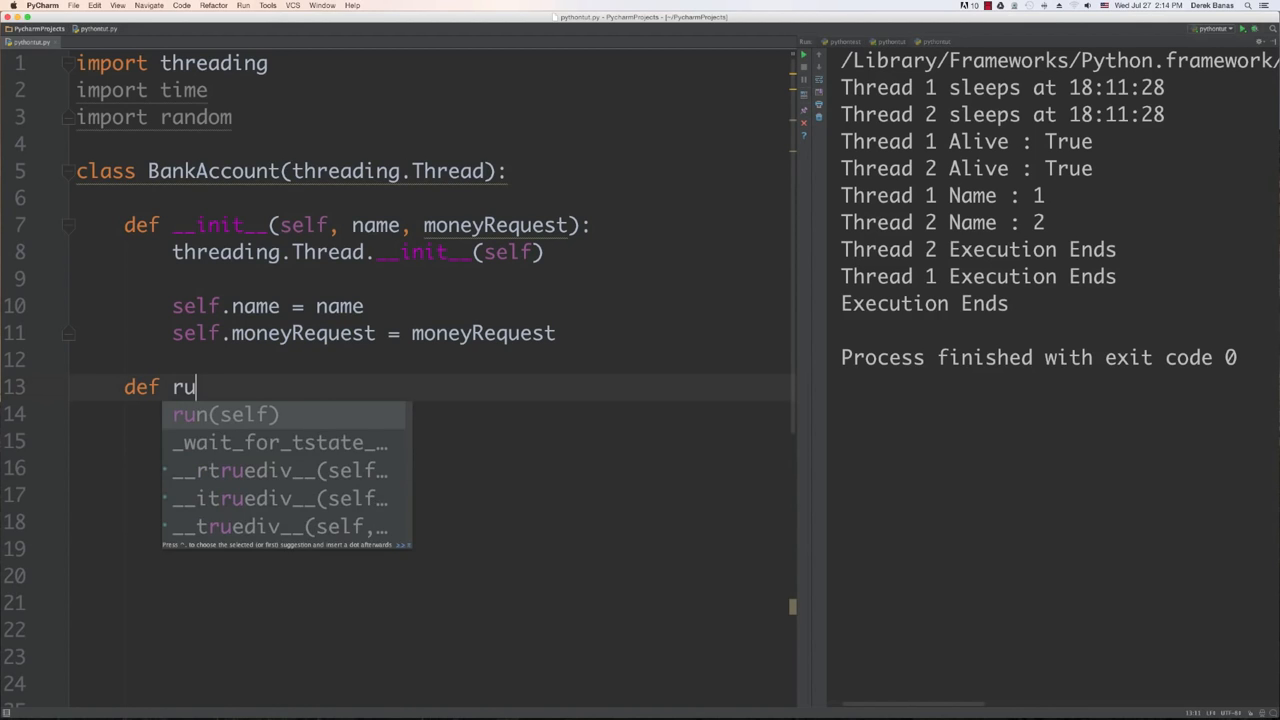 PyCharm File Edit View Navigate Code Refactor Run Tools VCS Window Help
10 Wed Jul 27 2:14 PM Derek Banas
pythontut.py - PycharmProjects - [~/PycharmProjects]
PycharmProjects pythontut.py pythontut
pythontut.py Run: pythontest pythontut pythontut
1 import threading
2 import time
3 import random
4
5 class BankAccount(threading.Thread):
6
7 def __init__(self, name, moneyRequest):
8 threading.Thread.__init__(self)
9
10 self.name = name
11 self.moneyRequest = moneyRequest
12
13 def ru
14
15
16
17
18
19
20
21
22
23
24
25
run(self)
_wait_for_tstate_…
__rtruediv__(self…
__itruediv__(self…
__truediv__(self,…
Press ^. to choose the selected (or first) suggestion and insert a dot afterwards >>
/Library/Frameworks/Python.framework/
Thread 1 sleeps at 18:11:28
Thread 2 sleeps at 18:11:28
Thread 1 Alive : True
Thread 2 Alive : True
Thread 1 Name : 1
Thread 2 Name : 2
Thread 2 Execution Ends
Thread 1 Execution Ends
Execution Ends
Process finished with exit code 0
13:11 LF‡ UTF-8‡